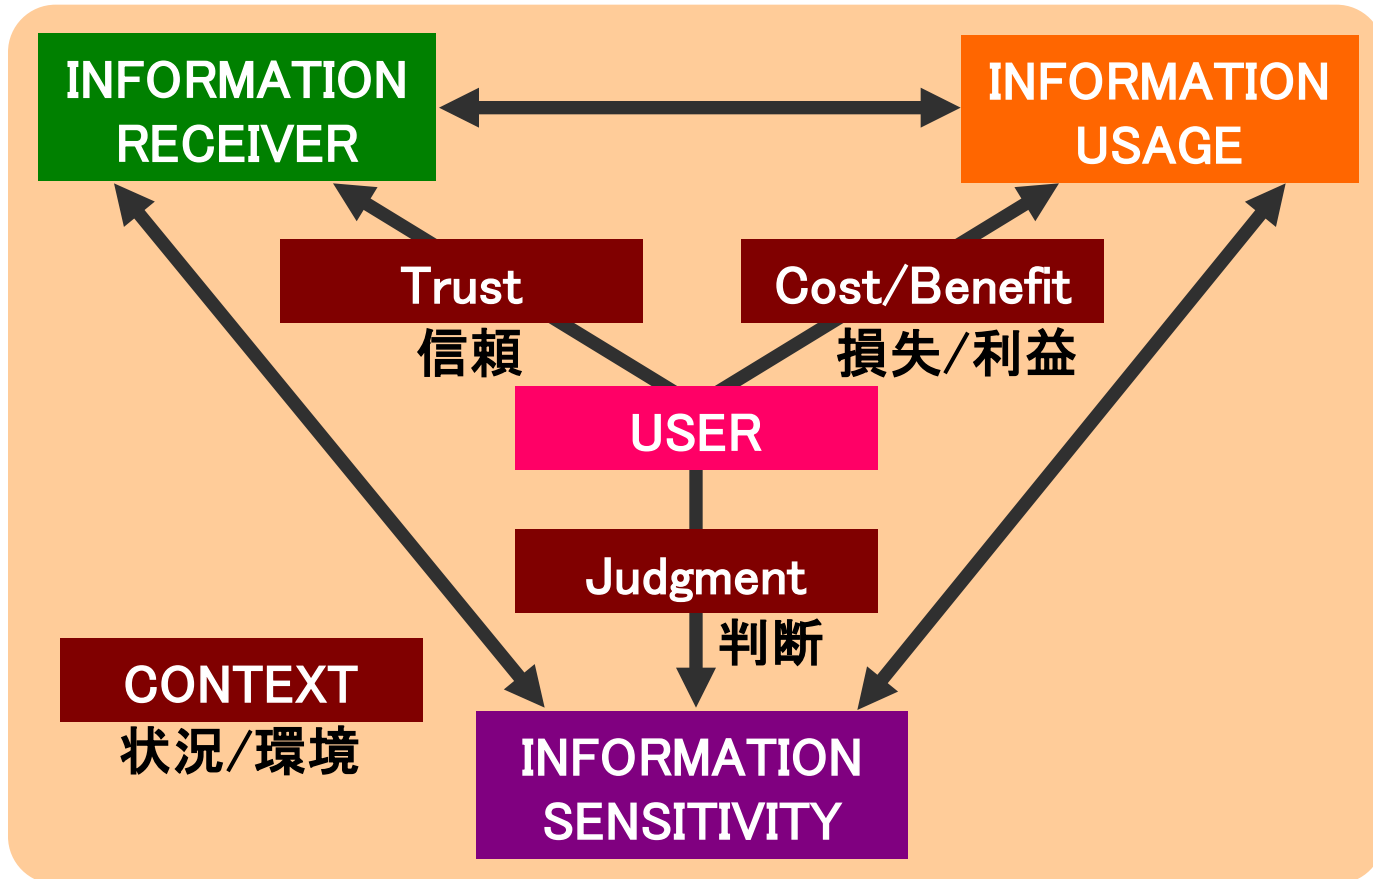 INFORMATION
RECEIVER
INFORMATION
USAGE
Trust
信頼
Cost/Benefit
損失/利益
USER
Judgment
判断
CONTEXT
状況/環境
INFORMATION
SENSITIVITY